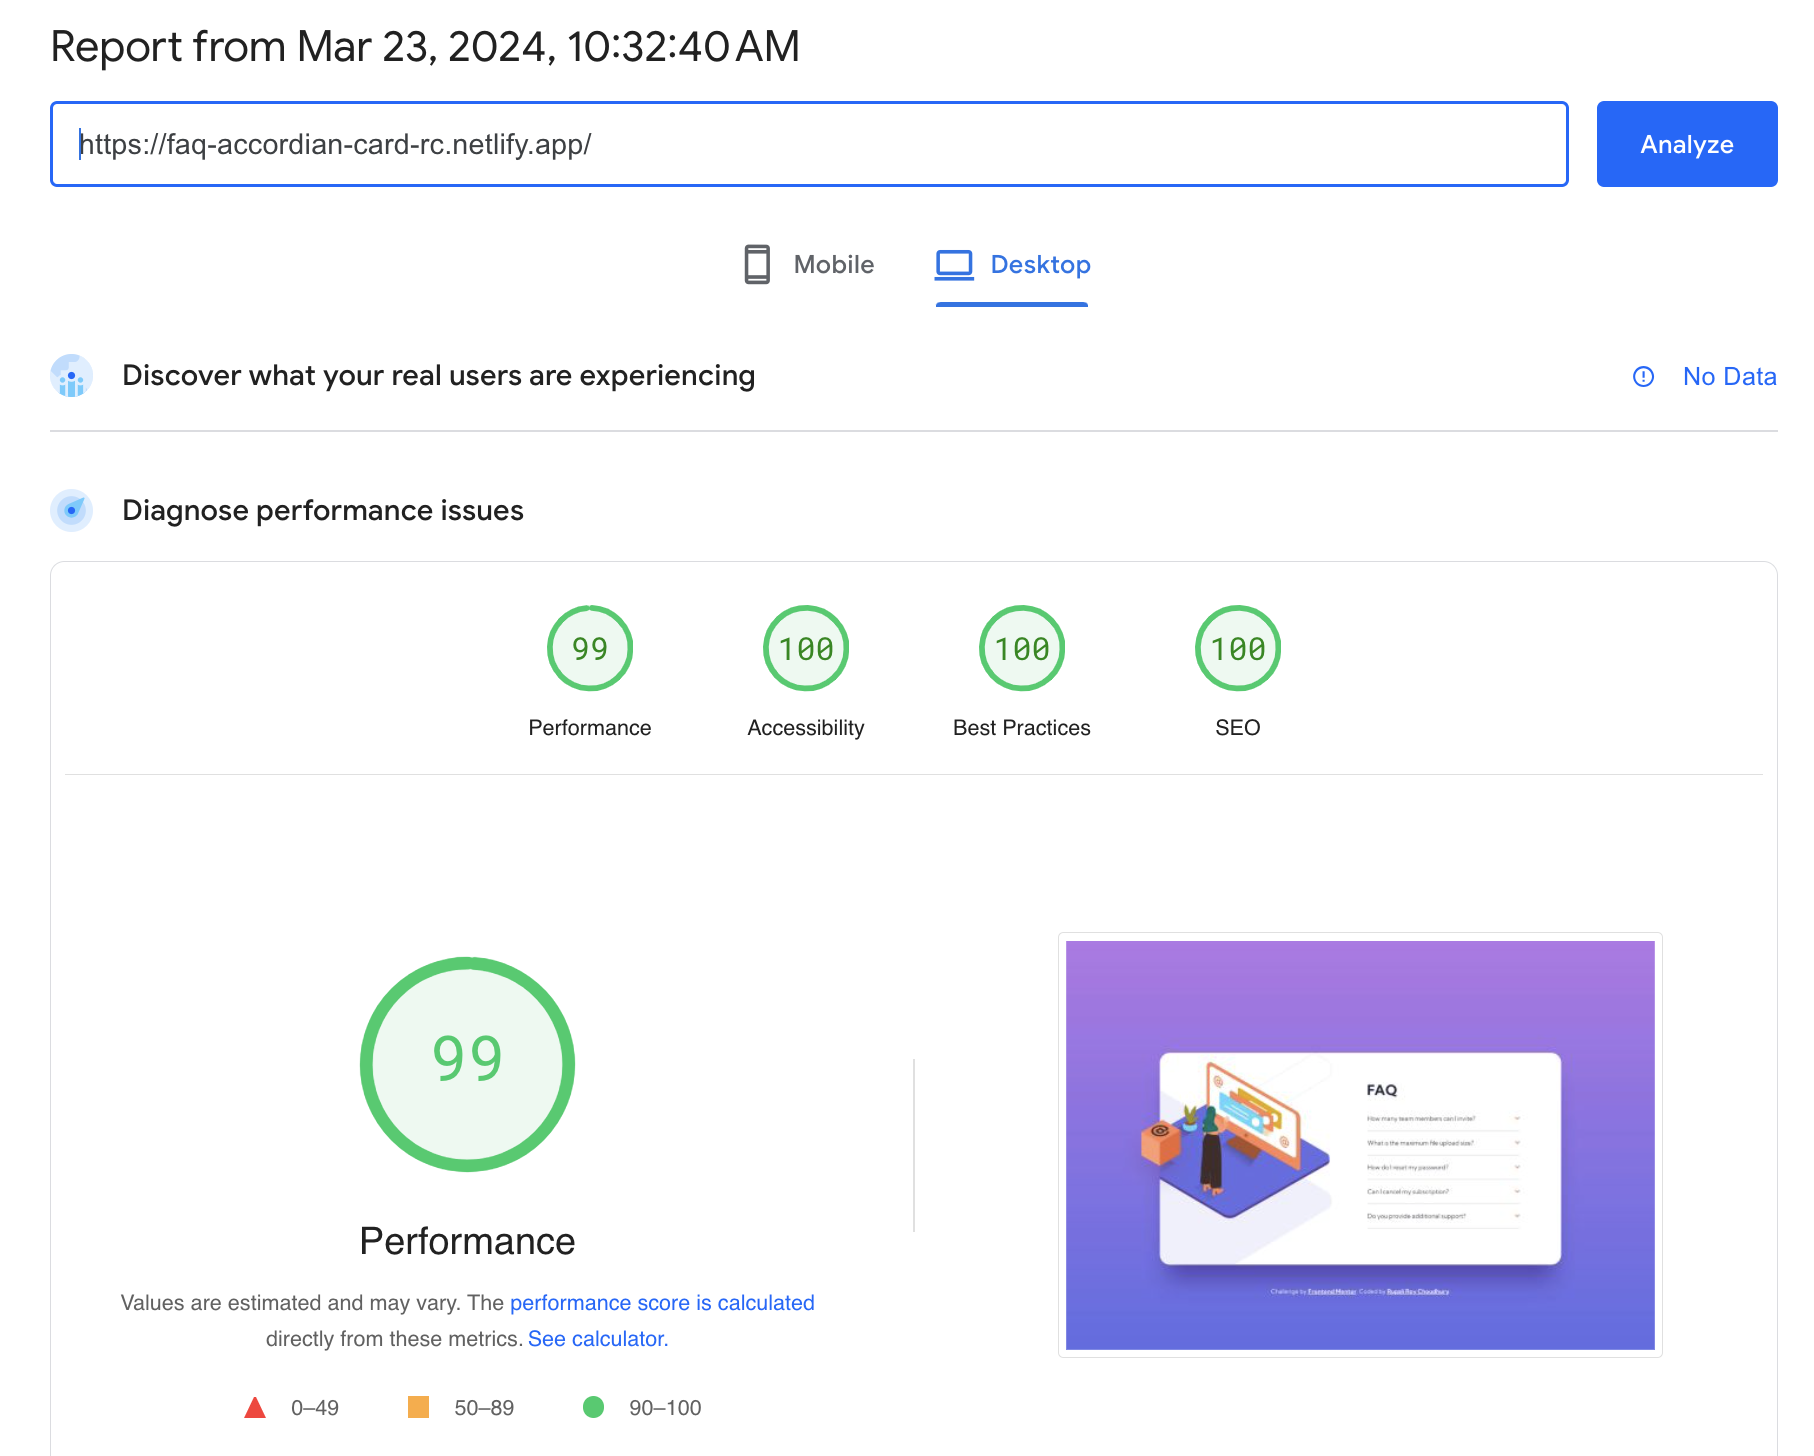 Report from Mar 23, 2024, 10:32:40 AM
https://faq-accordian-card-rc.netlify.app/
Analyze
Mobile
Desktop
Discover what your real users are experiencing
No Data
Diagnose performance issues
99
100
100
100
Performance
Accessibility
Best Practices
SEO
99
Performance
Values are estimated and may vary. The performance score is calculated
directly from these metrics. See calculator.
0–49
50–89
90–100
FAQ
How many team members can I invite?
What is the maximum file upload size?
How do I reset my password?
Can I cancel my subscription?
Do you provide additional support?
Challenge by Frontend Mentor. Coded by Rupali Roy Choudhury.